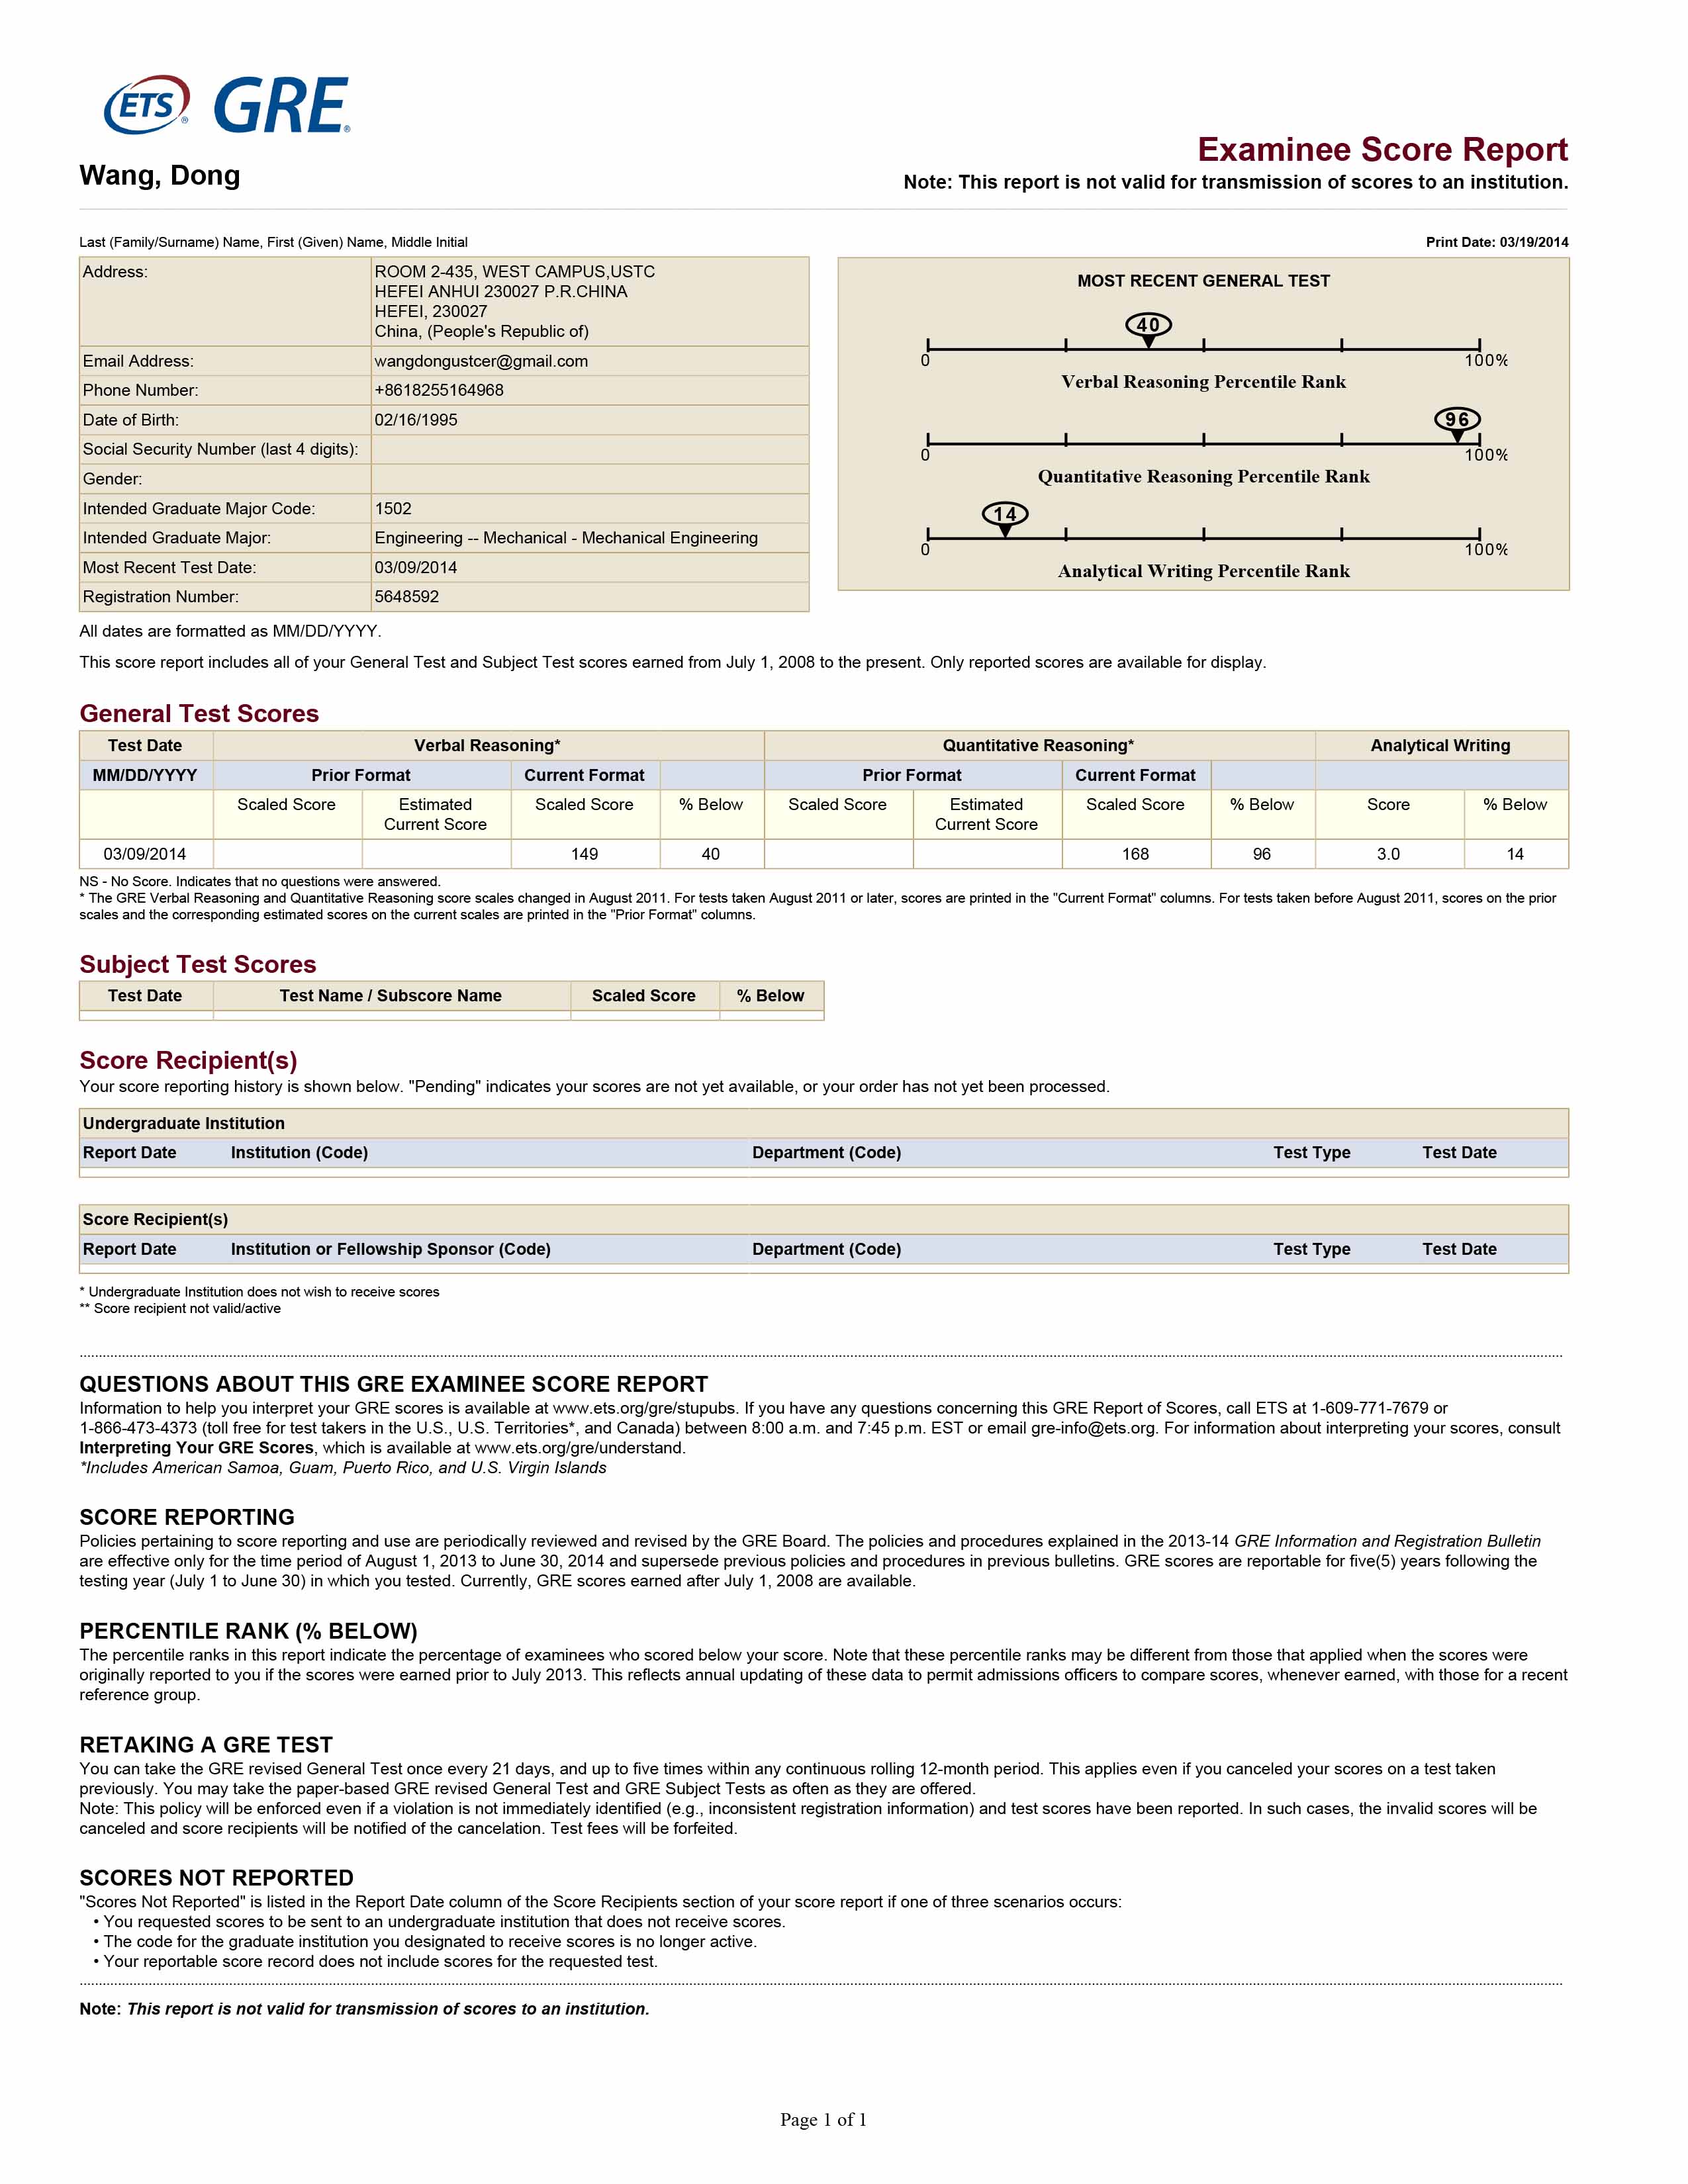 ETS® GRE®
Wang, Dong
Examinee Score Report
Note: This report is not valid for transmission of scores to an institution.
Last (Family/Surname) Name, First (Given) Name, Middle Initial
Print Date: 03/19/2014
Address: ROOM 2-435, WEST CAMPUS,USTC
HEFEI ANHUI 230027 P.R.CHINA
HEFEI, 230027
China, (People's Republic of)
Email Address: wangdongustcer@gmail.com
Phone Number: +8618255164968
Date of Birth: 02/16/1995
Social Security Number (last 4 digits):
Gender:
Intended Graduate Major Code: 1502
Intended Graduate Major: Engineering -- Mechanical - Mechanical Engineering
Most Recent Test Date: 03/09/2014
Registration Number: 5648592
MOST RECENT GENERAL TEST
40
0 100%
Verbal Reasoning Percentile Rank
96
0 100%
Quantitative Reasoning Percentile Rank
14
0 100%
Analytical Writing Percentile Rank
All dates are formatted as MM/DD/YYYY.
This score report includes all of your General Test and Subject Test scores earned from July 1, 2008 to the present. Only reported scores are available for display.
General Test Scores
Test Date Verbal Reasoning* Quantitative Reasoning* Analytical Writing
MM/DD/YYYY Prior Format Current Format Prior Format Current Format
Scaled Score Estimated Scaled Score % Below Scaled Score Estimated Scaled Score % Below Score % Below
Current Score Current Score
03/09/2014 149 40 168 96 3.0 14
NS - No Score. Indicates that no questions were answered.
* The GRE Verbal Reasoning and Quantitative Reasoning score scales changed in August 2011. For tests taken August 2011 or later, scores are printed in the "Current Format" columns. For tests taken before August 2011, scores on the prior
scales and the corresponding estimated scores on the current scales are printed in the "Prior Format" columns.
Subject Test Scores
Test Date Test Name / Subscore Name Scaled Score % Below
Score Recipient(s)
Your score reporting history is shown below. "Pending" indicates your scores are not yet available, or your order has not yet been processed.
Undergraduate Institution
Report Date Institution (Code) Department (Code) Test Type Test Date
Score Recipient(s)
Report Date Institution or Fellowship Sponsor (Code) Department (Code) Test Type Test Date
* Undergraduate Institution does not wish to receive scores
** Score recipient not valid/active
QUESTIONS ABOUT THIS GRE EXAMINEE SCORE REPORT
Information to help you interpret your GRE scores is available at www.ets.org/gre/stupubs. If you have any questions concerning this GRE Report of Scores, call ETS at 1-609-771-7679 or
1-866-473-4373 (toll free for test takers in the U.S., U.S. Territories*, and Canada) between 8:00 a.m. and 7:45 p.m. EST or email gre-info@ets.org. For information about interpreting your scores, consult
Interpreting Your GRE Scores, which is available at www.ets.org/gre/understand.
*Includes American Samoa, Guam, Puerto Rico, and U.S. Virgin Islands
SCORE REPORTING
Policies pertaining to score reporting and use are periodically reviewed and revised by the GRE Board. The policies and procedures explained in the 2013-14 GRE Information and Registration Bulletin
are effective only for the time period of August 1, 2013 to June 30, 2014 and supersede previous policies and procedures in previous bulletins. GRE scores are reportable for five(5) years following the
testing year (July 1 to June 30) in which you tested. Currently, GRE scores earned after July 1, 2008 are available.
PERCENTILE RANK (% BELOW)
The percentile ranks in this report indicate the percentage of examinees who scored below your score. Note that these percentile ranks may be different from those that applied when the scores were
originally reported to you if the scores were earned prior to July 2013. This reflects annual updating of these data to permit admissions officers to compare scores, whenever earned, with those for a recent
reference group.
RETAKING A GRE TEST
You can take the GRE revised General Test once every 21 days, and up to five times within any continuous rolling 12-month period. This applies even if you canceled your scores on a test taken
previously. You may take the paper-based GRE revised General Test and GRE Subject Tests as often as they are offered.
Note: This policy will be enforced even if a violation is not immediately identified (e.g., inconsistent registration information) and test scores have been reported. In such cases, the invalid scores will be
canceled and score recipients will be notified of the cancelation. Test fees will be forfeited.
SCORES NOT REPORTED
"Scores Not Reported" is listed in the Report Date column of the Score Recipients section of your score report if one of three scenarios occurs:
• You requested scores to be sent to an undergraduate institution that does not receive scores.
• The code for the graduate institution you designated to receive scores is no longer active.
• Your reportable score record does not include scores for the requested test.
Note: This report is not valid for transmission of scores to an institution.
Page 1 of 1